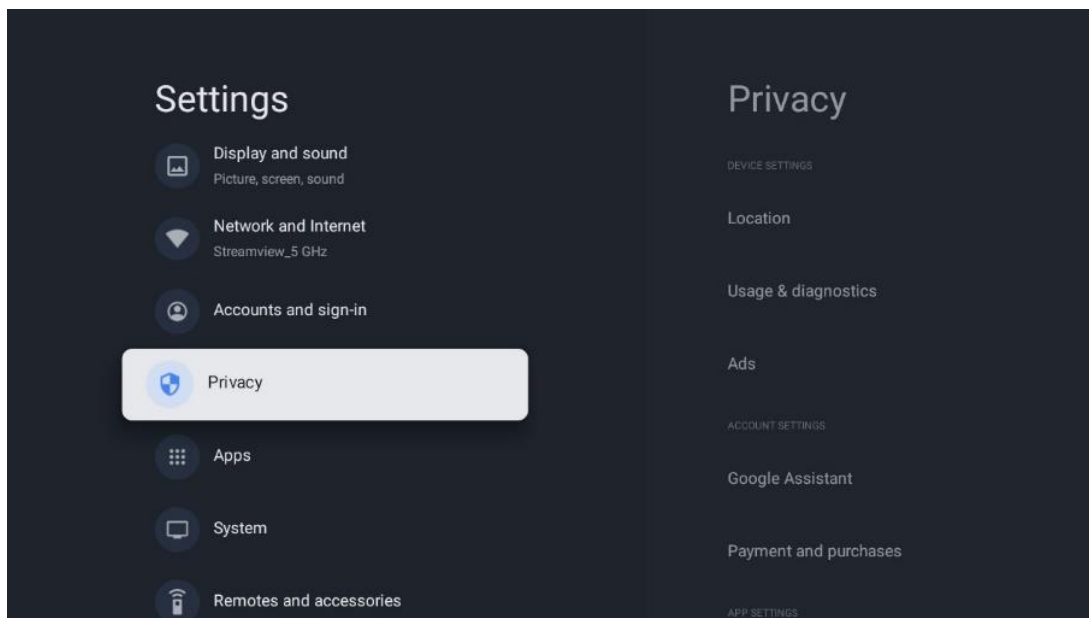 Settings
Display and sound
Picture, screen, sound
Network and Internet
Streamview_5 GHz
Accounts and sign-in
Privacy
Apps
System
Remotes and accessories
Privacy
DEVICE SETTINGS
Location
Usage & diagnostics
Ads
ACCOUNT SETTINGS
Google Assistant
Payment and purchases
APP SETTINGS